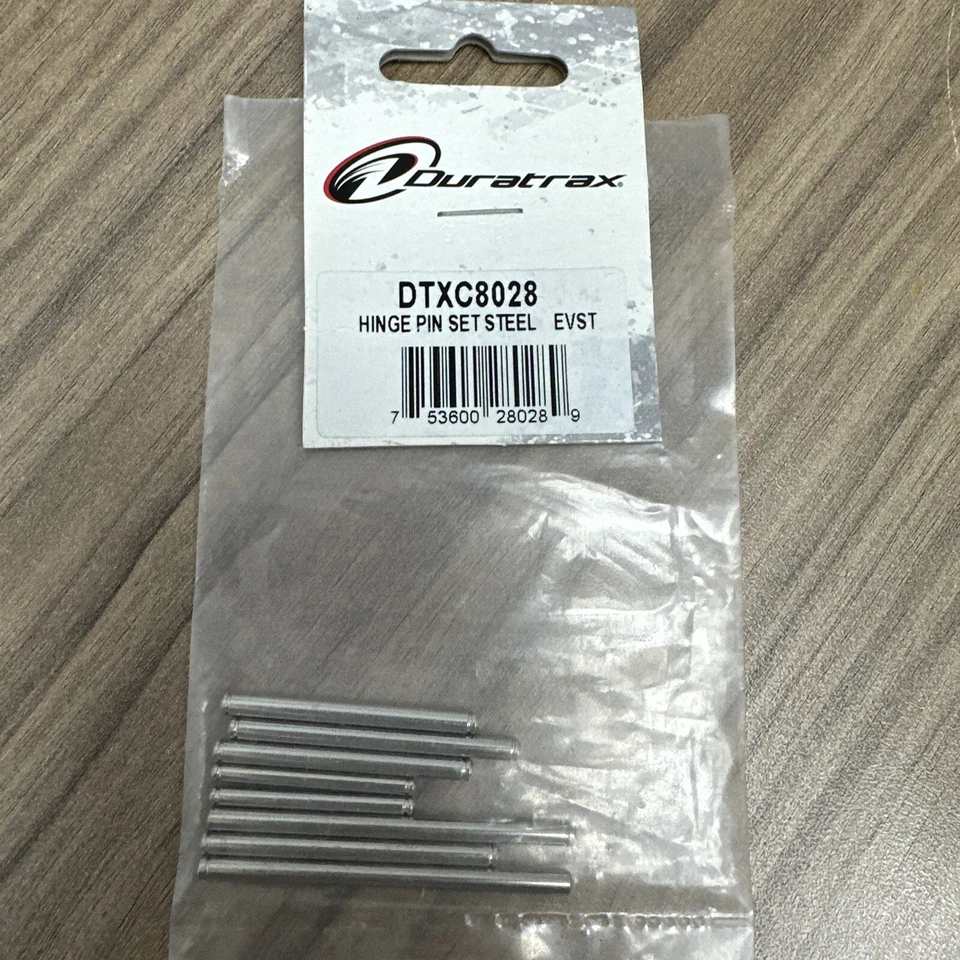 Duratrax®
DTXC8028
HINGE PIN SET STEEL EVST
7 53600 28028 9